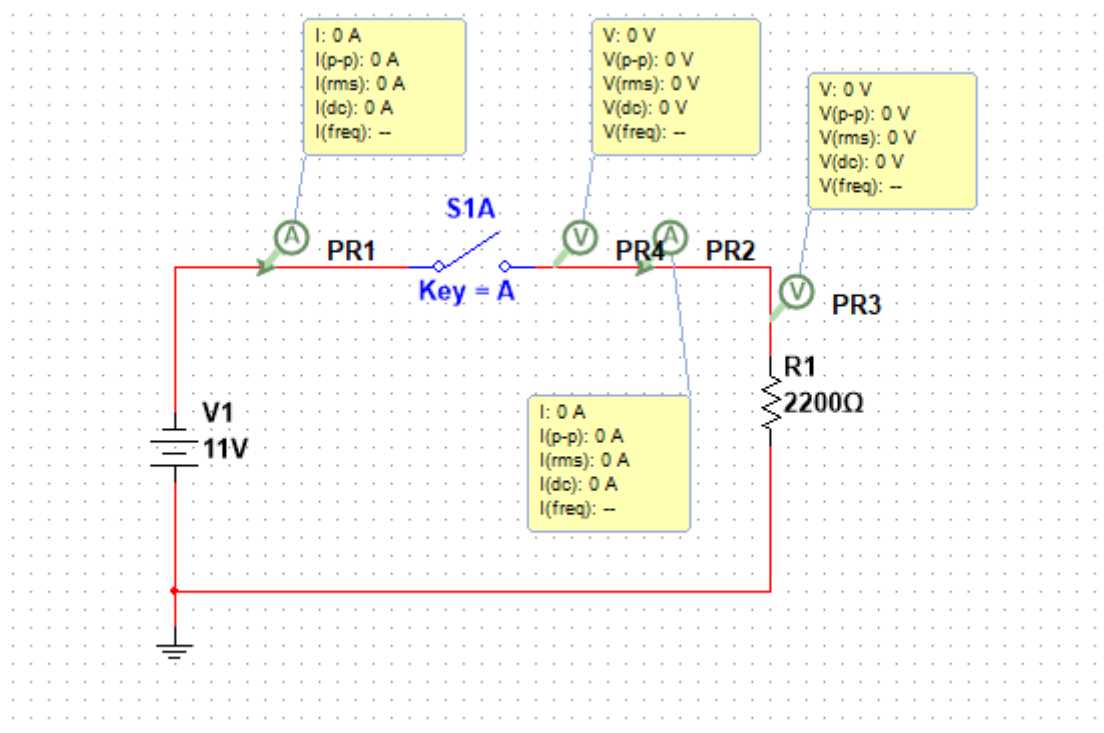 I: 0 A
I(p-p): 0 A
I(rms): 0 A
I(dc): 0 A
I(freq): --
V: 0 V
V(p-p): 0 V
V(rms): 0 V
V(dc): 0 V
V(freq): --
V: 0 V
V(p-p): 0 V
V(rms): 0 V
V(dc): 0 V
V(freq): --
S1A
A
PR1
V
PR4
A
PR2
Key = A
V
PR3
R1
2200Ω
V1
11V
I: 0 A
I(p-p): 0 A
I(rms): 0 A
I(dc): 0 A
I(freq): --